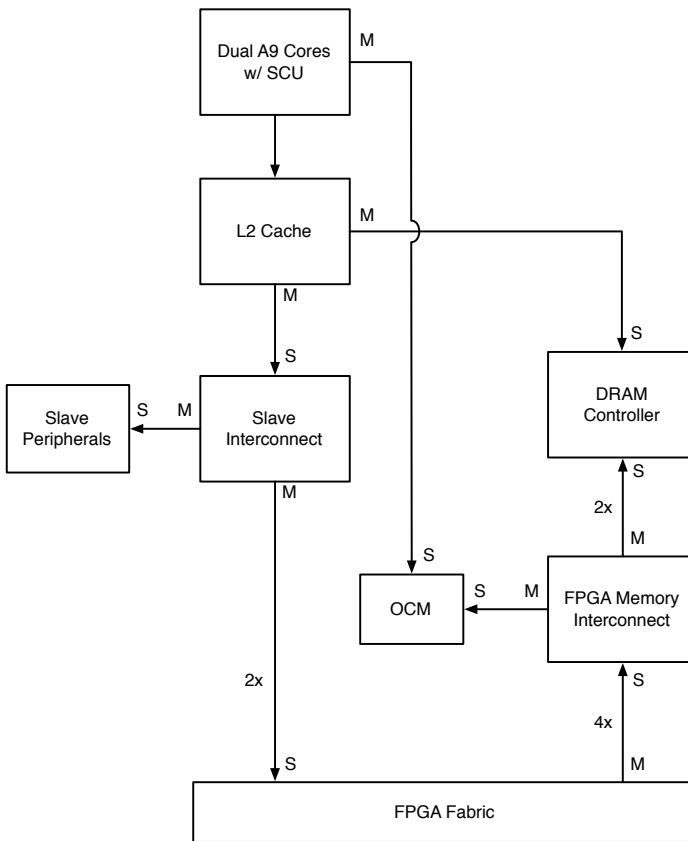 Dual A9 Cores
w/ SCU
M
L2 Cache
M
M
S
S
Slave
Peripherals
S
M
Slave
Interconnect
DRAM
Controller
M
S
2x
M
S
OCM
S
M
FPGA Memory
Interconnect
2x
S
4x
S
M
FPGA Fabric